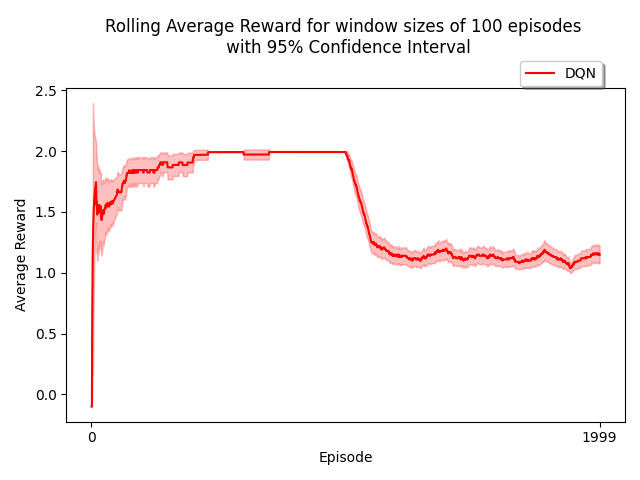 Rolling Average Reward for window sizes of 100 episodes
with 95% Confidence Interval
DQN
2.5
2.0
1.5
1.0
0.5
0.0
Average Reward
0
1999
Episode